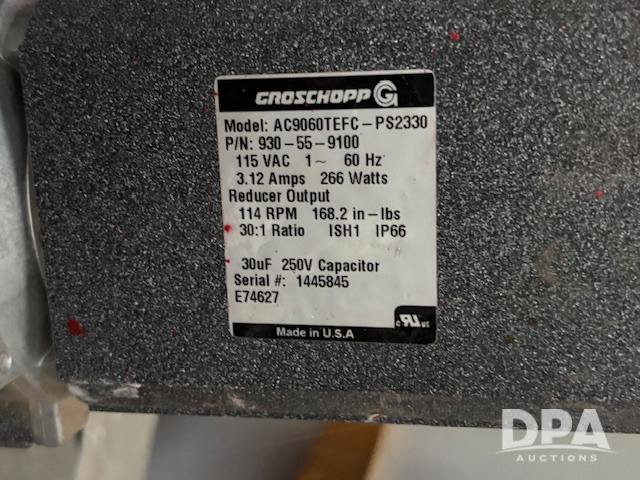 GROSCHOPP G
Model: AC9060TEFC-PS2330
P/N: 930-55-9100
115 VAC 1~ 60 Hz
3.12 Amps 266 Watts
Reducer Output
114 RPM 168.2 in-lbs
30:1 Ratio ISH1 IP66
30uF 250V Capacitor
Serial #: 1445845
E74627
c RU us
Made in U.S.A
DPA
AUCTIONS